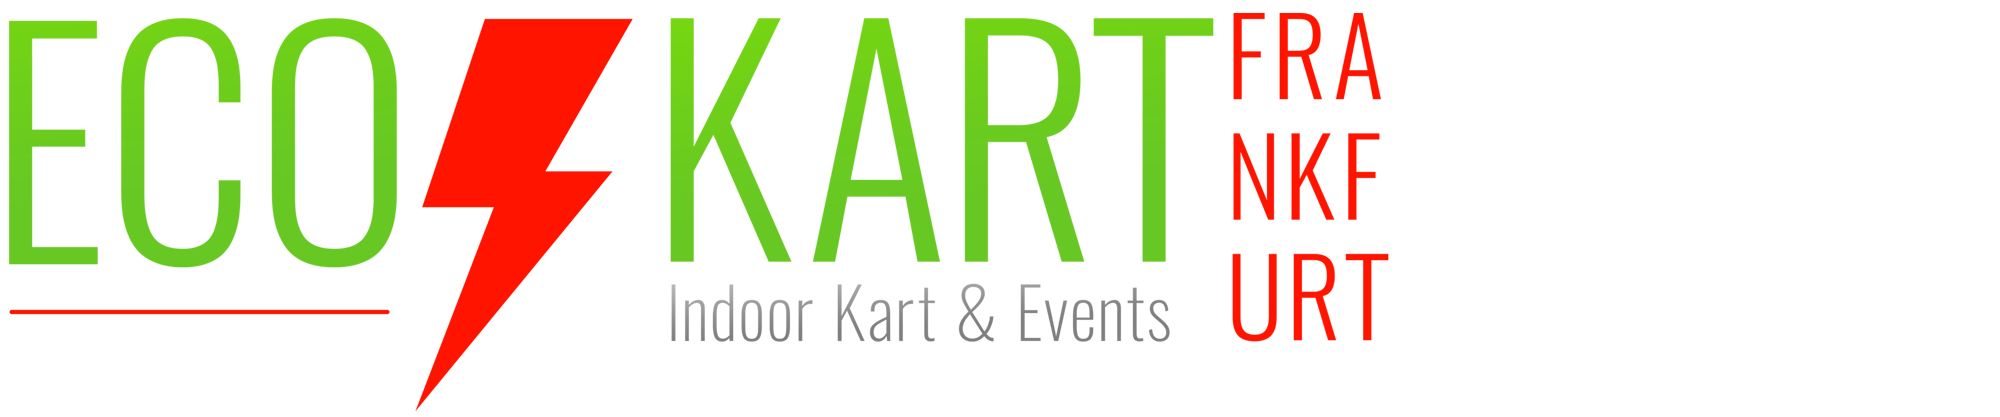 ECO KART
FRA
NKF
URT
Indoor Kart & Events